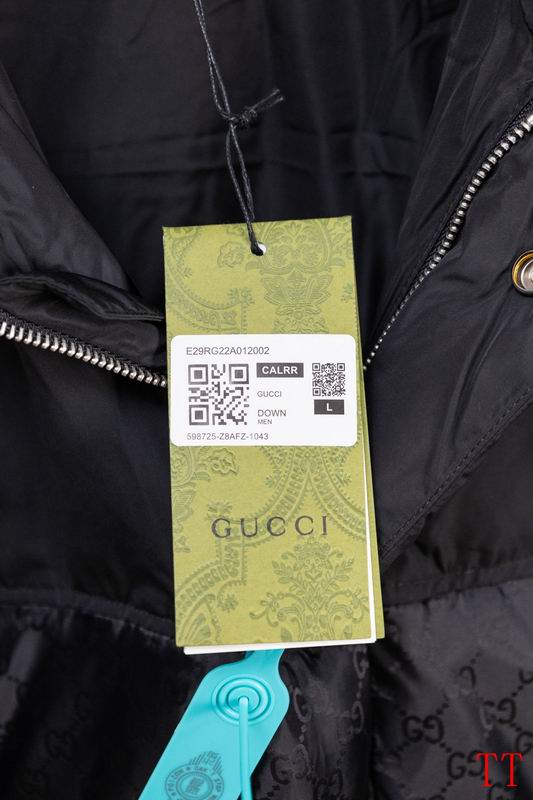 E29RG22A012002
CALRR
GUCCI
L
DOWN
MEN
598725-Z8AFZ-1043
GUCCI
TT